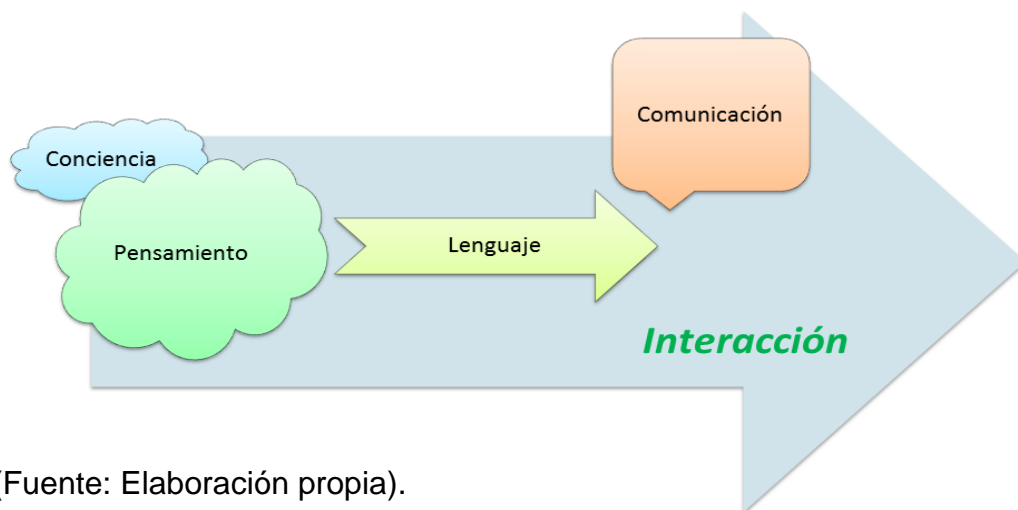 Comunicación
Conciencia
Pensamiento
Lenguaje
Interacción
(Fuente: Elaboración propia).